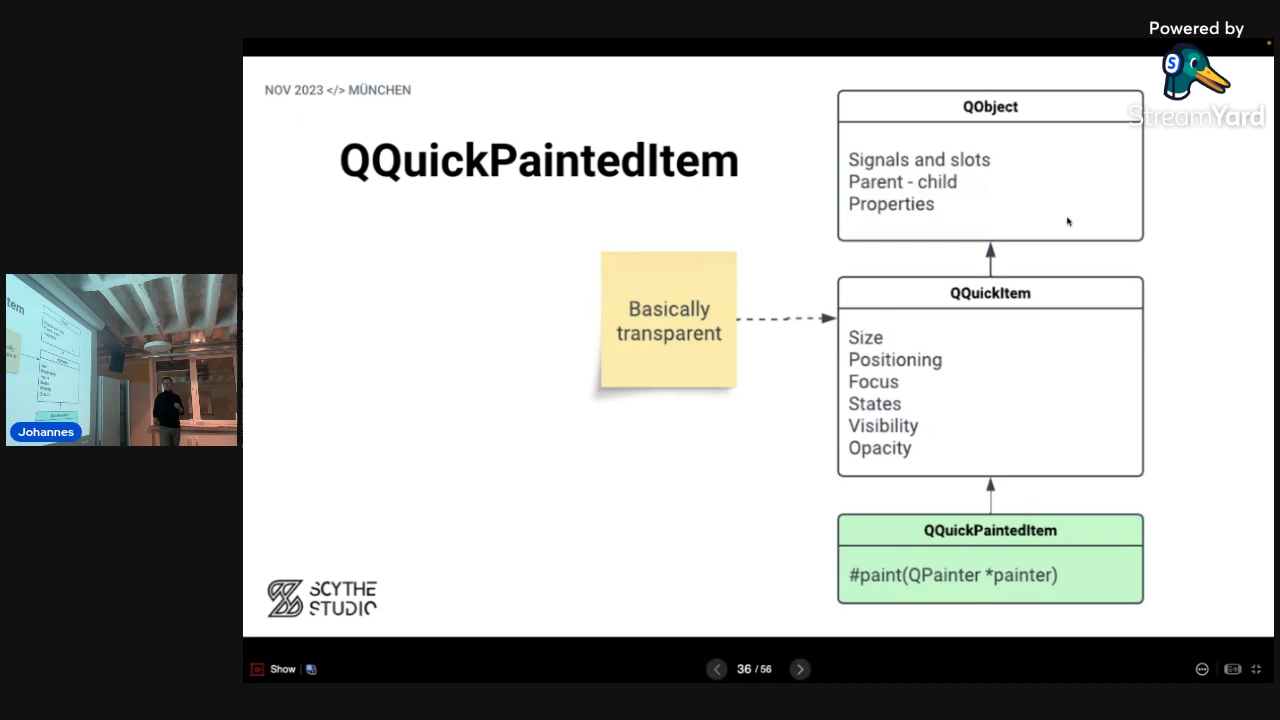 Powered by
StreamYard
NOV 2023 </> MÜNCHEN
QQuickPaintedItem
QObject
Signals and slots
Parent - child
Properties
Basically
transparent
QQuickItem
Size
Positioning
Focus
States
Visibility
Opacity
QQuickPaintedItem
#paint(QPainter *painter)
SCYTHE
STUDIO
Johannes
Show
36 / 56